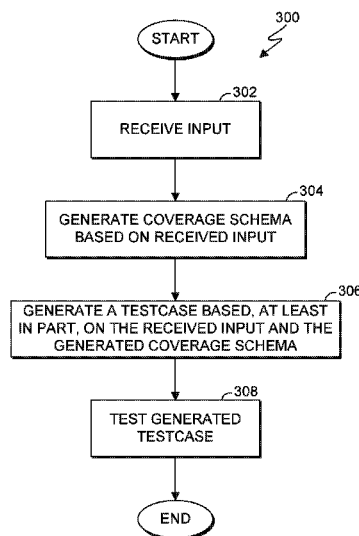 START
300
302
RECEIVE INPUT
304
GENERATE COVERAGE SCHEMA
BASED ON RECEIVED INPUT
306
GENERATE A TESTCASE BASED, AT LEAST
IN PART, ON THE RECEIVED INPUT AND THE
GENERATED COVERAGE SCHEMA
308
TEST GENERATED
TESTCASE
END